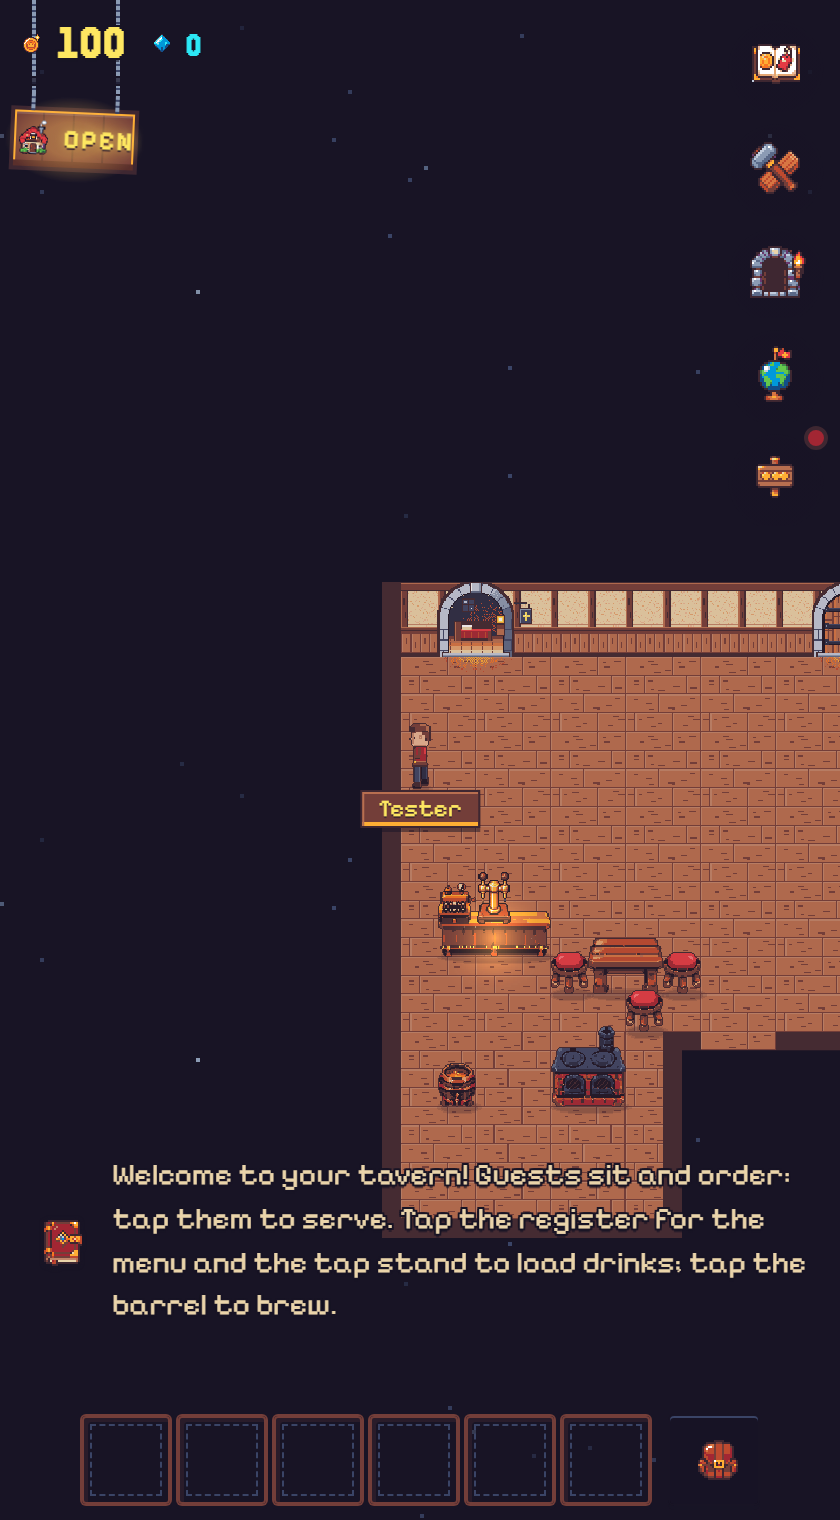 100
0
OPEN
Tester
Welcome to your tavern! Guests sit and order:
tap them to serve. Tap the register for the
menu and the tap stand to load drinks; tap the
barrel to brew.